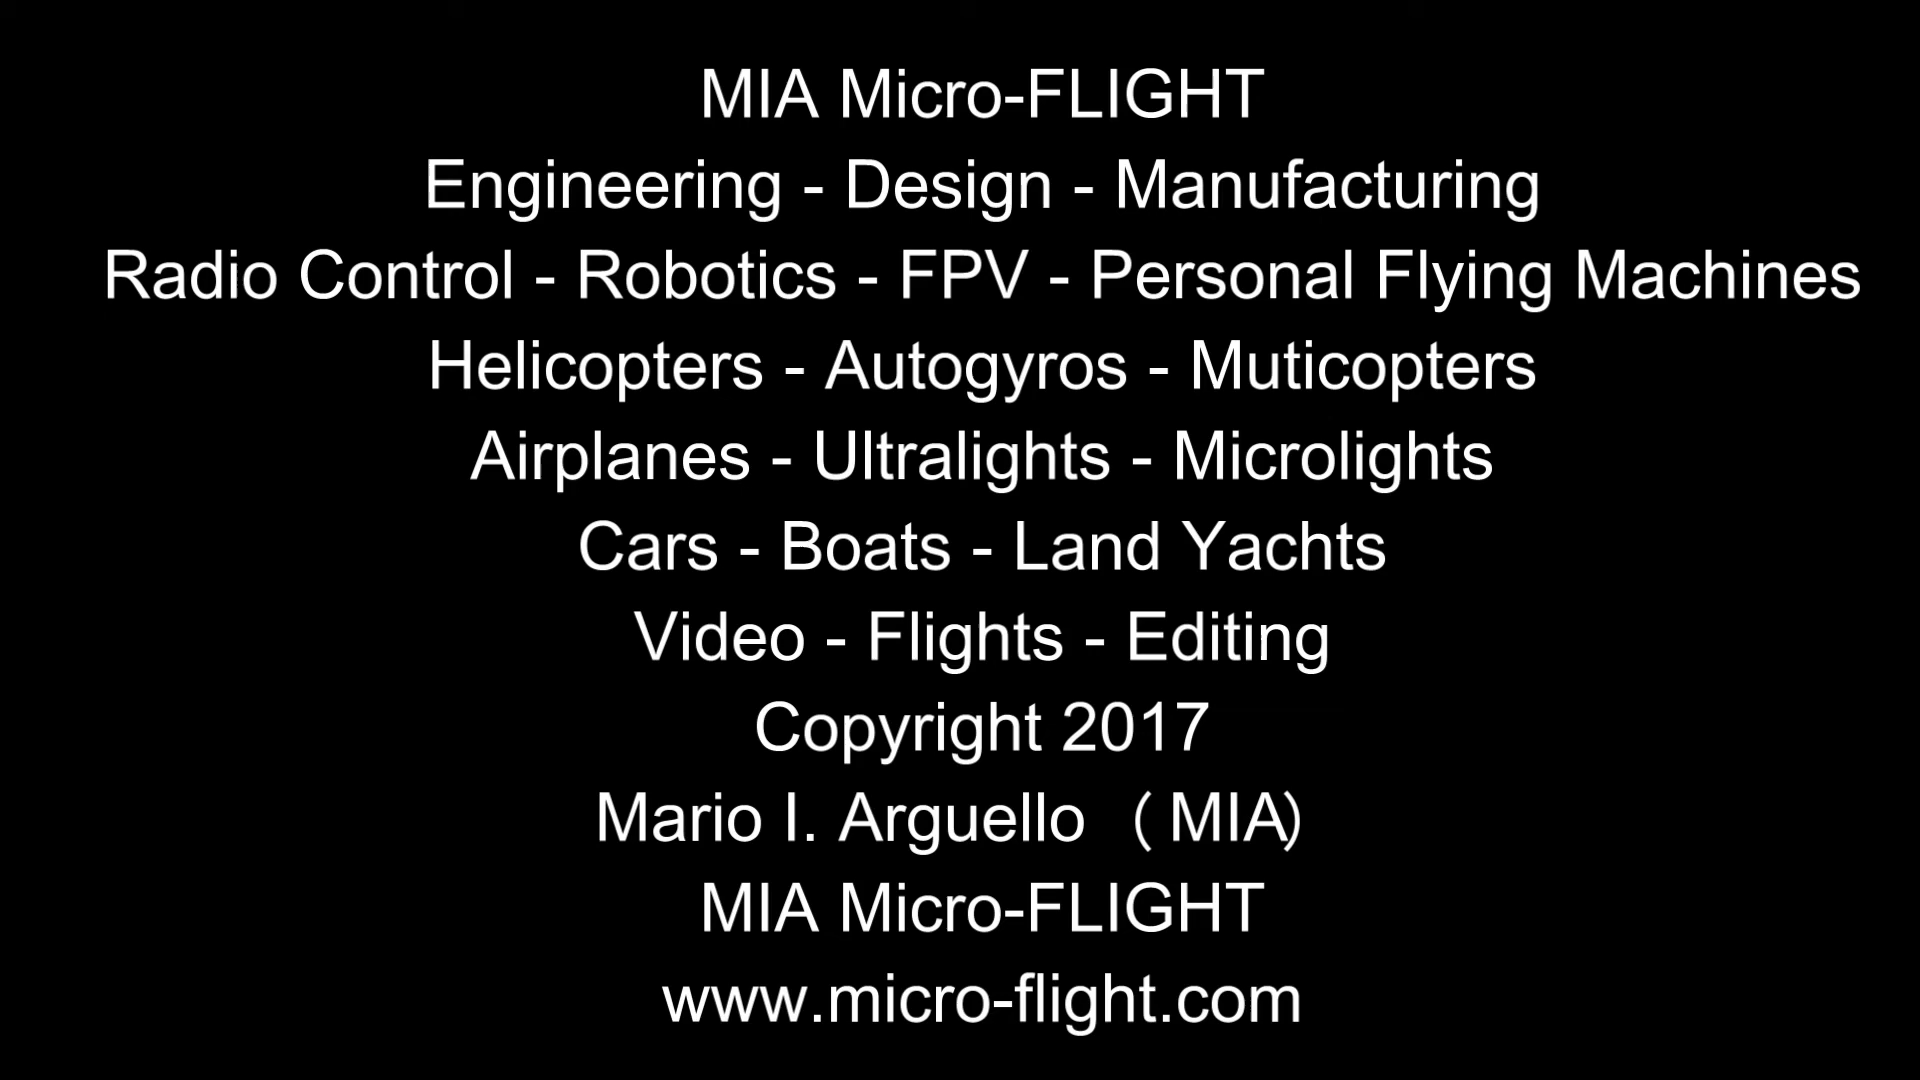 MIA Micro-FLIGHT
Engineering - Design - Manufacturing
Radio Control - Robotics - FPV - Personal Flying Machines
Helicopters - Autogyros - Muticopters
Airplanes - Ultralights - Microlights
Cars - Boats - Land Yachts
Video - Flights - Editing
Copyright 2017
Mario I. Arguello ( MIA)
MIA Micro-FLIGHT
www.micro-flight.com